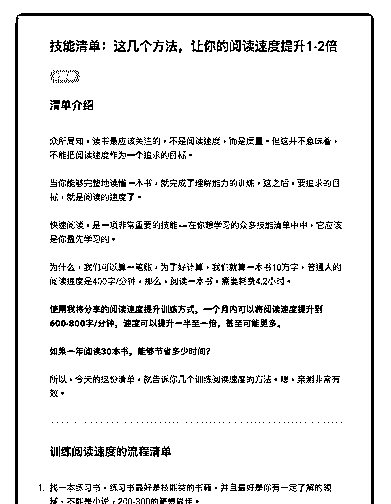 技能清单：这几个方法，让你的阅读速度提升1-2倍
清单介绍
众所周知，读书最应该关注的，不是阅读速度，而是质量。但这并不意味着，
不能把阅读速度作为一个追求的目标。
当你能够完整地读懂一本书，就完成了理解能力的训练，这之后，要追求的目
标，就是阅读的速度了。
快速阅读，是一项非常重要的技能——在你想学习的众多技能清单中，它应该
是你最先学习的。
为什么，我们可以算一笔账，为了好计算，我们就算一本书10万字，普通人的
阅读速度是400字/分钟，那么，阅读一本书，需要耗费4.2小时。
使用我将分享的阅读速度提升训练方式，一个月内可以将阅读速度提升到
600-800字/分钟，速度可以提升一半至一倍，甚至可能更多。
如果一年阅读30本书，能够节省多少时间？
所以，今天的这份清单，就告诉你几个训练阅读速度的方法。嗯，亲测非常有
效。
训练阅读速度的流程清单
1. 找一本练习书。练习书最好是技能类的书籍，并且最好是你有一定了解的领
域，不能是小说，200-300的